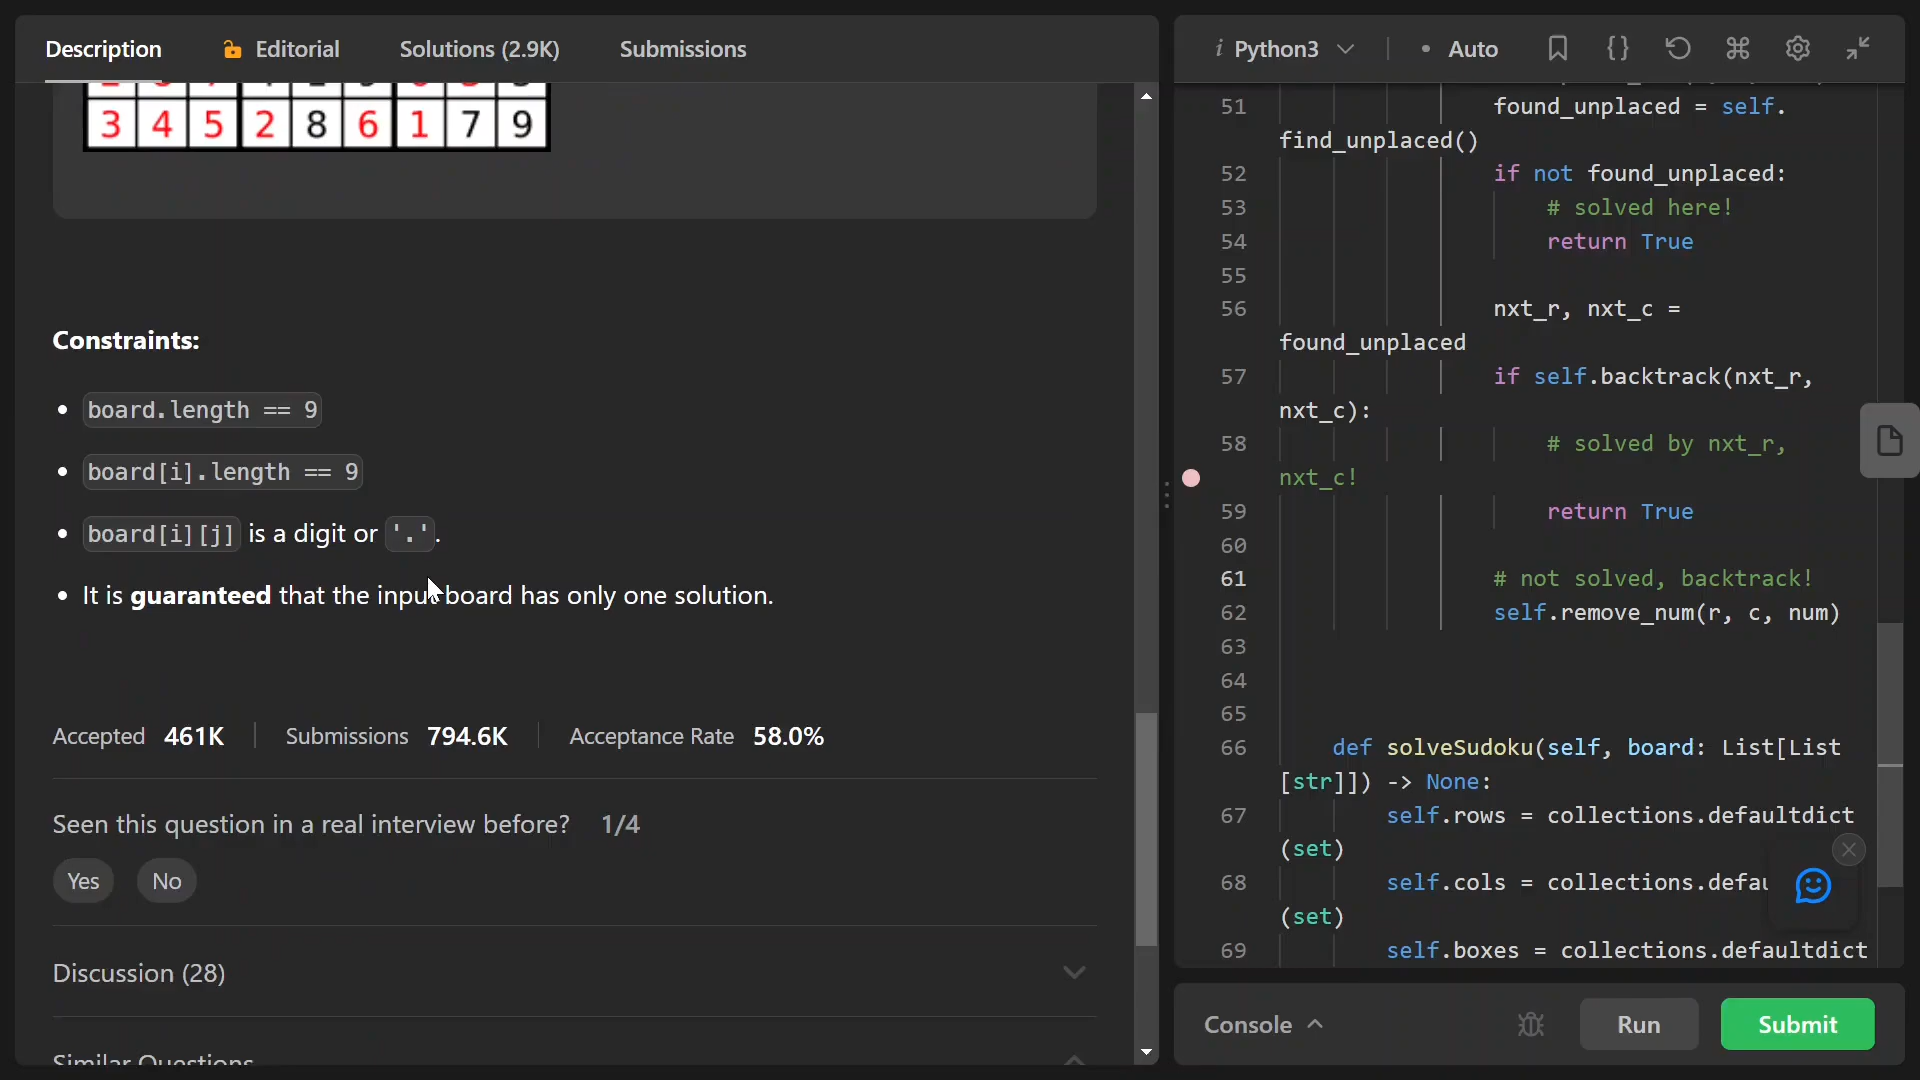 Description Editorial Solutions (2.9K) Submissions
3 4 5 2 8 6 1 7 9
Constraints:
• board.length == 9
• board[i].length == 9
• board[i][j] is a digit or '.'.
• It is guaranteed that the input board has only one solution.
Accepted 461K Submissions 794.6K Acceptance Rate 58.0%
Seen this question in a real interview before? 1/4
Yes No
Discussion (28)
Similar Questions
i Python3 • Auto
51 found_unplaced = self.
find_unplaced()
52 if not found_unplaced:
53 # solved here!
54 return True
55
56 nxt_r, nxt_c =
found_unplaced
57 if self.backtrack(nxt_r,
nxt_c):
58 # solved by nxt_r,
nxt_c!
59 return True
60
61 # not solved, backtrack!
62 self.remove_num(r, c, num)
63
64
65
66 def solveSudoku(self, board: List[List
[str]]) -> None:
67 self.rows = collections.defaultdict
(set)
68 self.cols = collections.defau
(set)
69 self.boxes = collections.defaultdict
Console Run Submit